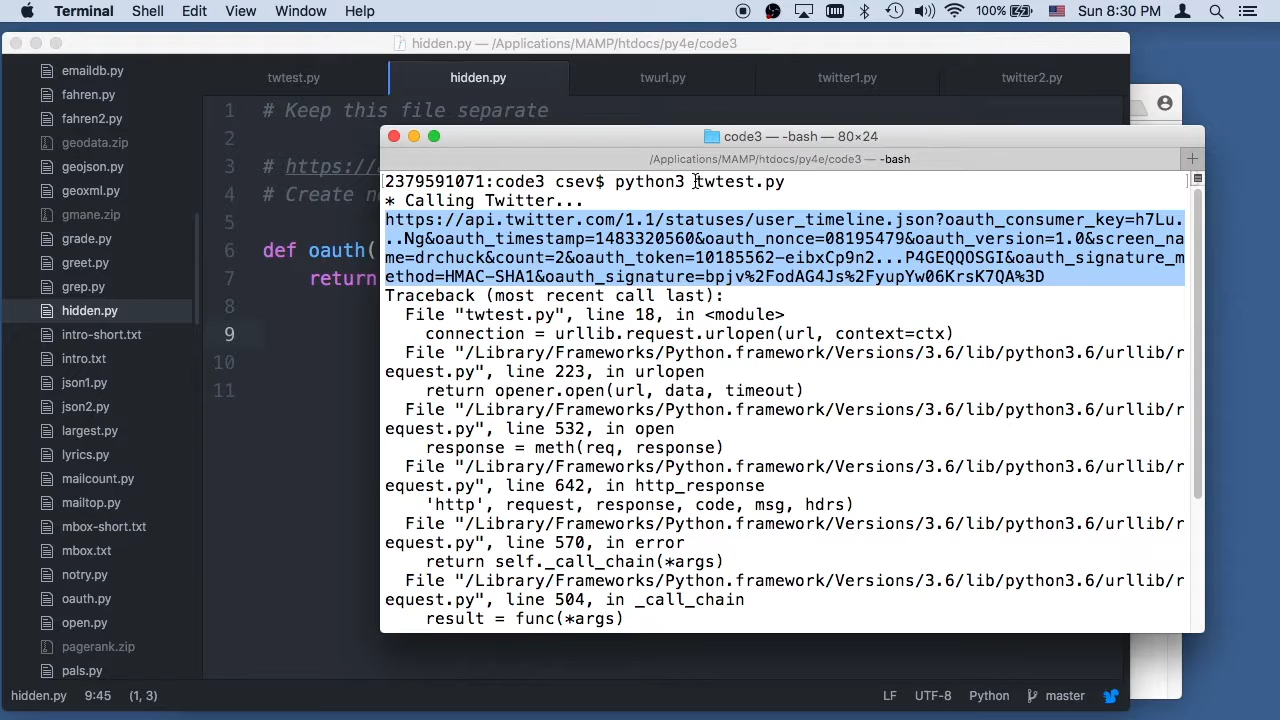 Terminal Shell Edit View Window Help 100% Sun 8:30 PM
hidden.py — /Applications/MAMP/htdocs/py4e/code3
emaildb.py
fahren.py
fahren2.py
geodata.zip
geojson.py
geoxml.py
gmane.zip
grade.py
greet.py
grep.py
hidden.py
intro-short.txt
intro.txt
json1.py
json2.py
largest.py
lyrics.py
mailcount.py
mailtop.py
mbox-short.txt
mbox.txt
notry.py
oauth.py
open.py
pagerank.zip
pals.py
twtest.py hidden.py twurl.py twitter1.py twitter2.py
1 # Keep this file separate
2
3 # https://
4 # Create
5
6 def oauth(
7 return
8
9
10
11
code3 — -bash — 80×24
/Applications/MAMP/htdocs/py4e/code3 — -bash
2379591071:code3 csev$ python3 twtest.py
* Calling Twitter...
https://api.twitter.com/1.1/statuses/user_timeline.json?oauth_consumer_key=h7Lu.
..Ng&oauth_timestamp=1483320560&oauth_nonce=08195479&oauth_version=1.0&screen_na
me=drchuck&count=2&oauth_token=10185562-eibxCp9n2...P4GEQQOSGI&oauth_signature_m
ethod=HMAC-SHA1&oauth_signature=bpjv%2FodAG4Js%2FyupYw06KrsK7QA%3D
Traceback (most recent call last):
File "twtest.py", line 18, in <module>
connection = urllib.request.urlopen(url, context=ctx)
File "/Library/Frameworks/Python.framework/Versions/3.6/lib/python3.6/urllib/r
equest.py", line 223, in urlopen
return opener.open(url, data, timeout)
File "/Library/Frameworks/Python.framework/Versions/3.6/lib/python3.6/urllib/r
equest.py", line 532, in open
response = meth(req, response)
File "/Library/Frameworks/Python.framework/Versions/3.6/lib/python3.6/urllib/r
equest.py", line 642, in http_response
'http', request, response, code, msg, hdrs)
File "/Library/Frameworks/Python.framework/Versions/3.6/lib/python3.6/urllib/r
equest.py", line 570, in error
return self._call_chain(*args)
File "/Library/Frameworks/Python.framework/Versions/3.6/lib/python3.6/urllib/r
equest.py", line 504, in _call_chain
result = func(*args)
hidden.py 9:45 (1, 3) LF UTF-8 Python master